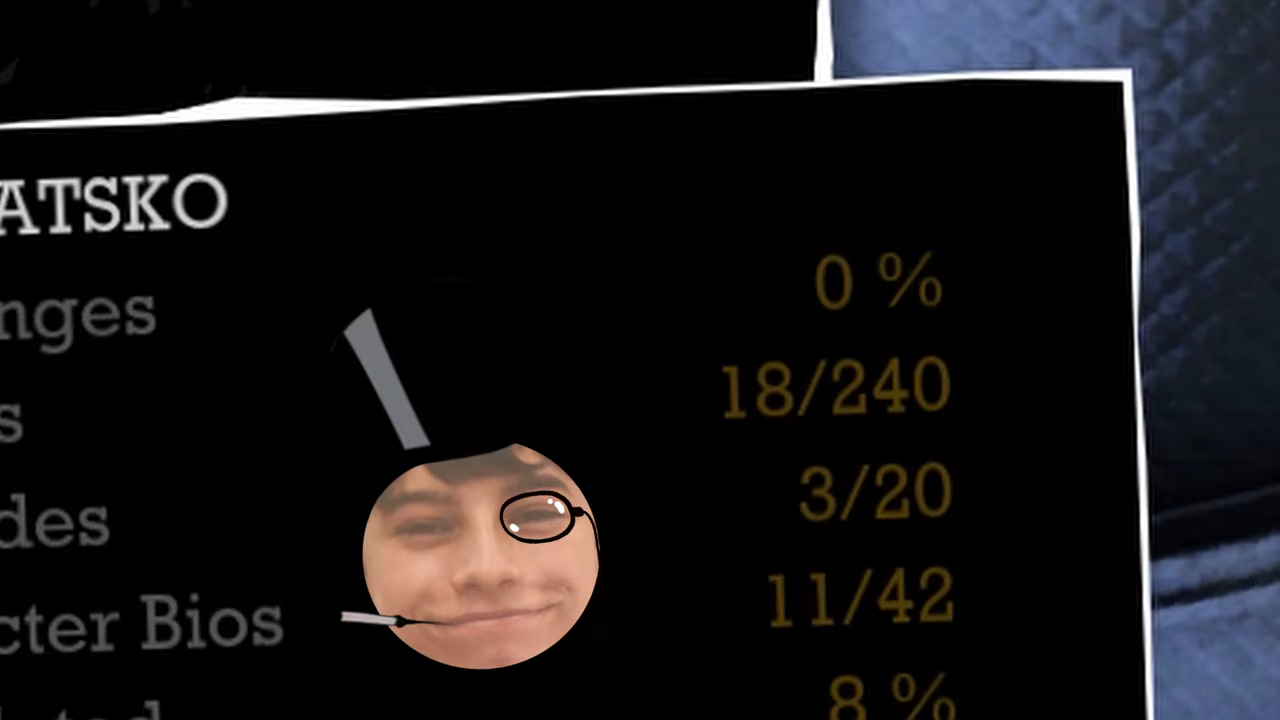 ATSKO
nges 0 %
s 18/240
des 3/20
cter Bios 11/42
8 %